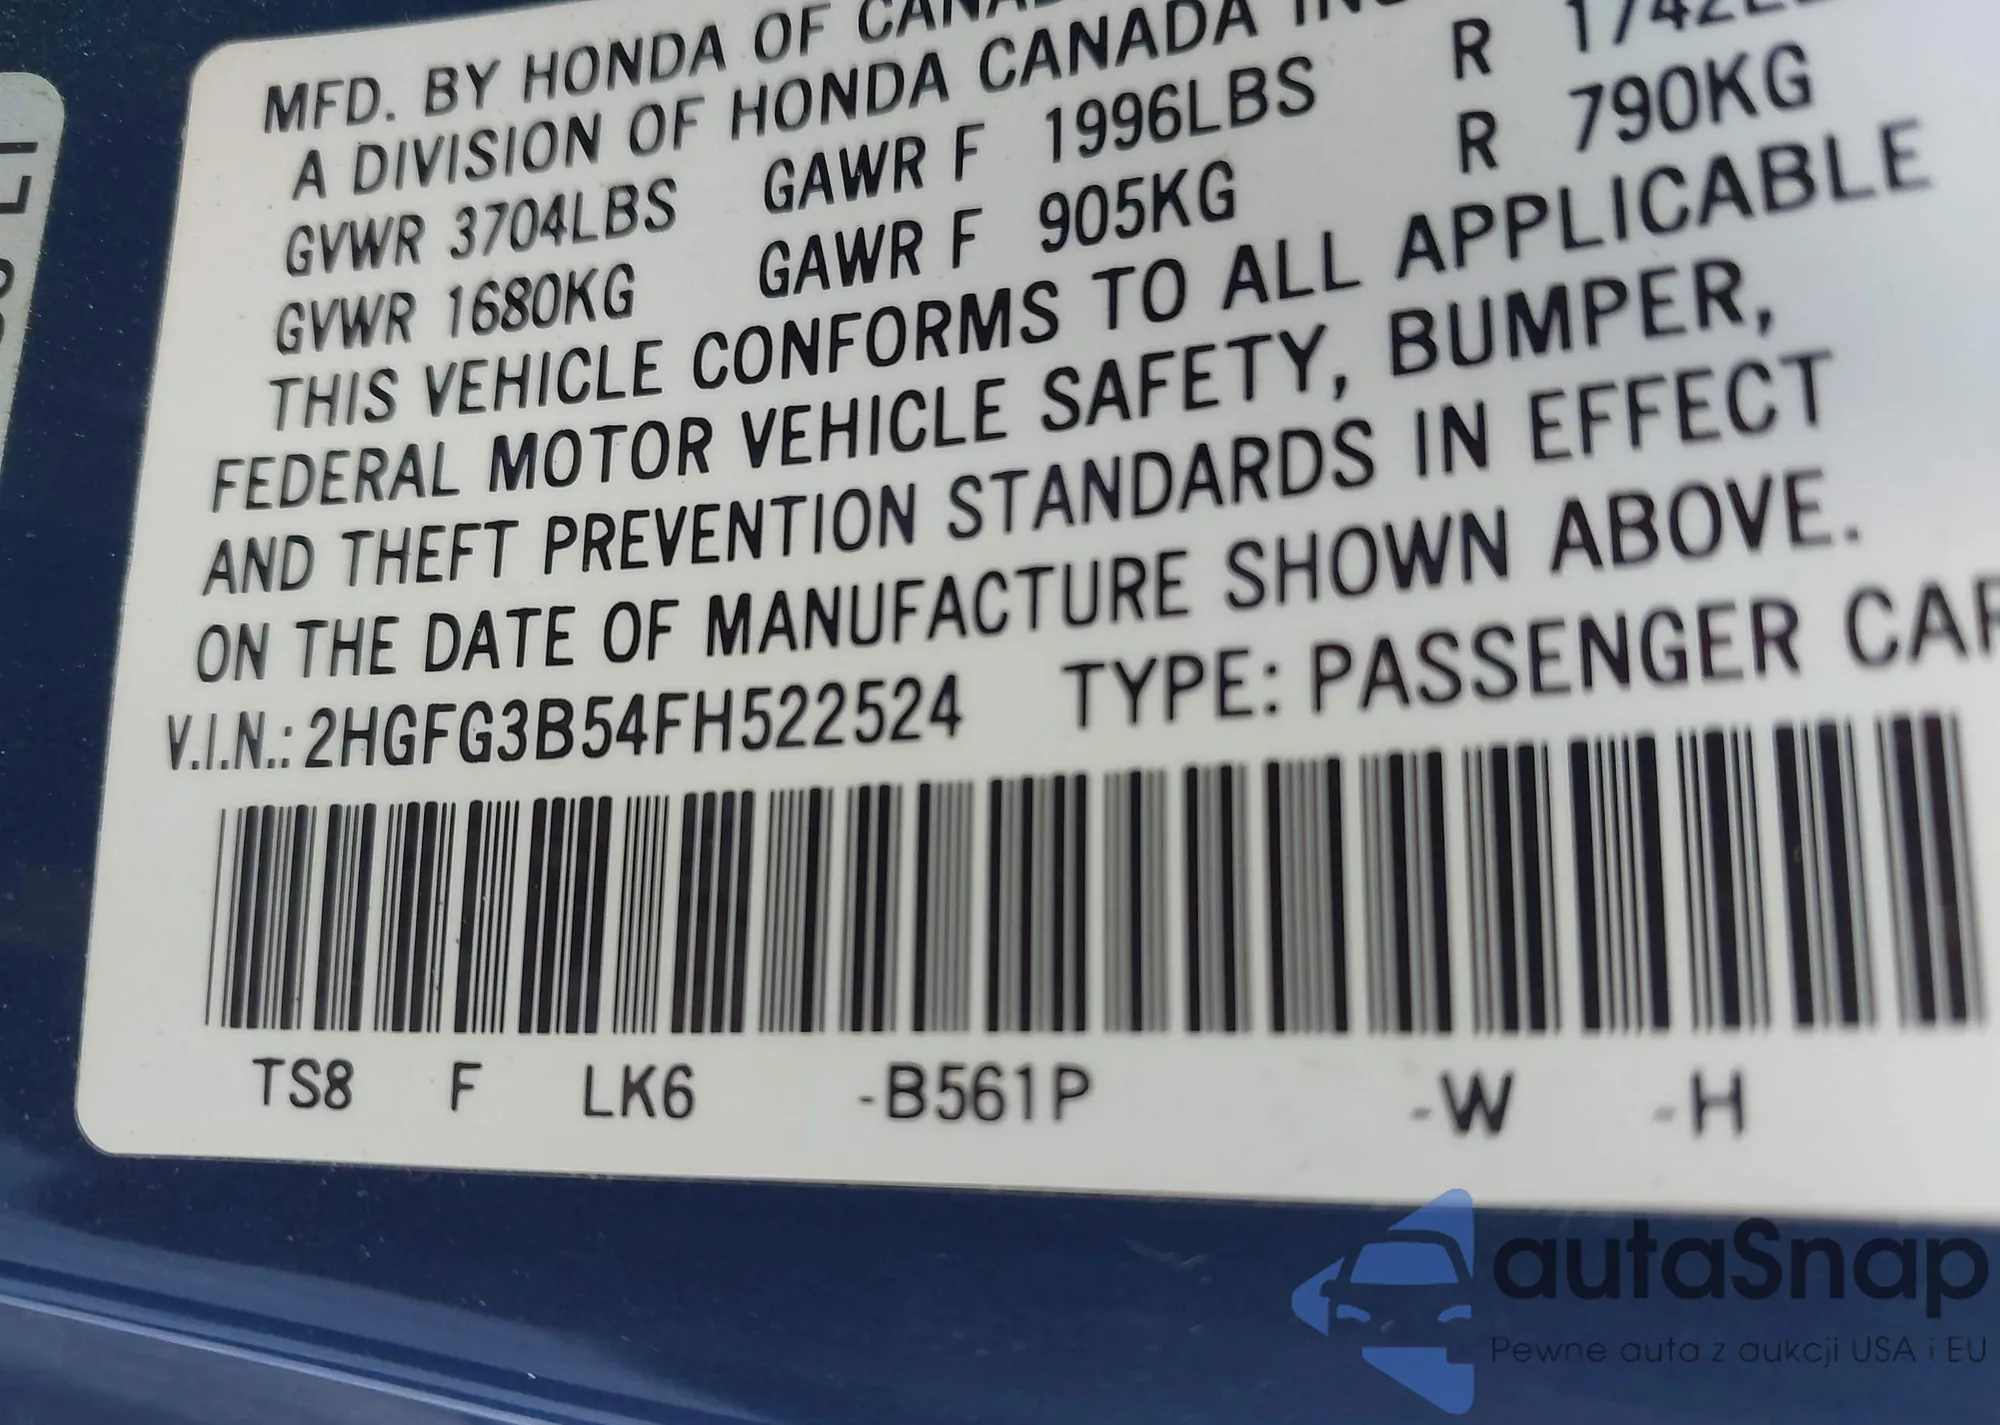 MFD. BY HONDA OF
A DIVISION OF HONDA CANADA
GVWR 3704LBS GAWR F 1996LBS R
GVWR 1680KG GAWR F 905KG R 790KG
THIS VEHICLE CONFORMS TO ALL APPLICABLE
FEDERAL MOTOR VEHICLE SAFETY, BUMPER,
AND THEFT PREVENTION STANDARDS IN EFFECT
ON THE DATE OF MANUFACTURE SHOWN ABOVE.
V.I.N.: 2HGFG3B54FH522524 TYPE: PASSENGER CAR
TS8 F LK6 -B561P -W -H
autaSnap
Pewne auta z aukcji USA i EU